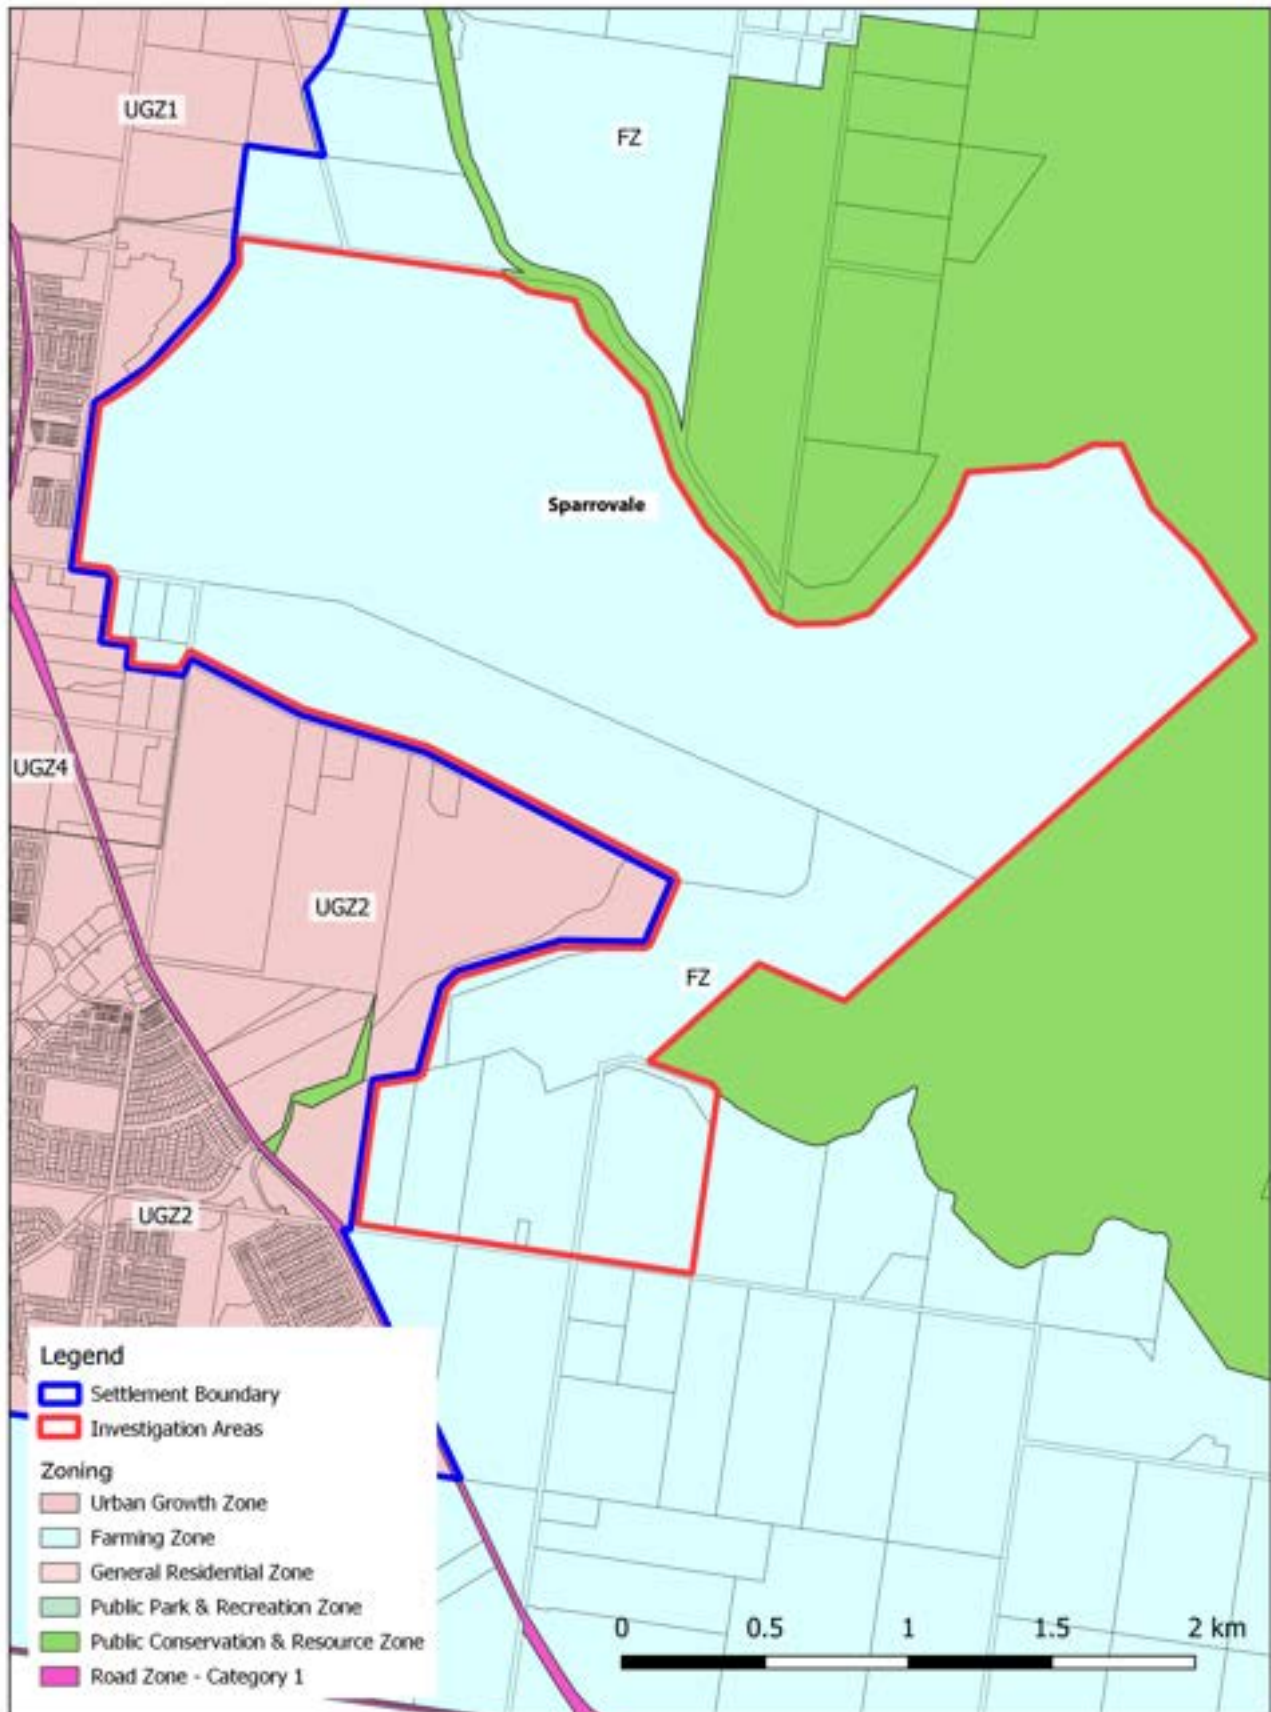 UGZ1
FZ
Sparrovale
UGZ4
UGZ2
FZ
UGZ2
Legend
Settlement Boundary
Investigation Areas
Zoning
Urban Growth Zone
Farming Zone
General Residential Zone
Public Park & Recreation Zone
Public Conservation & Resource Zone
Road Zone - Category 1
0 0.5 1 1.5 2 km